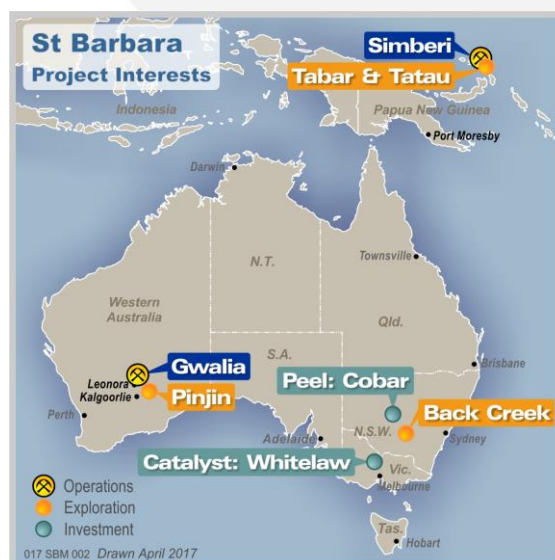 St Barbara
Project Interests
Simberi
Tabar & Tatau
Indonesia
Papua New Guinea
Port Moresby
Darwin
N.T.
Townsville
Western
Australia
Qld.
S.A.
Gwalia
Leonora
Kalgoorlie
Pinjin
Perth
Brisbane
Peel: Cobar
Back Creek
N.S.W.
Sydney
Adelaide
Catalyst: Whitelaw
Vic.
Melbourne
Operations
Exploration
Investment
Tas.
Hobart
017 SBM 002 Drawn April 2017